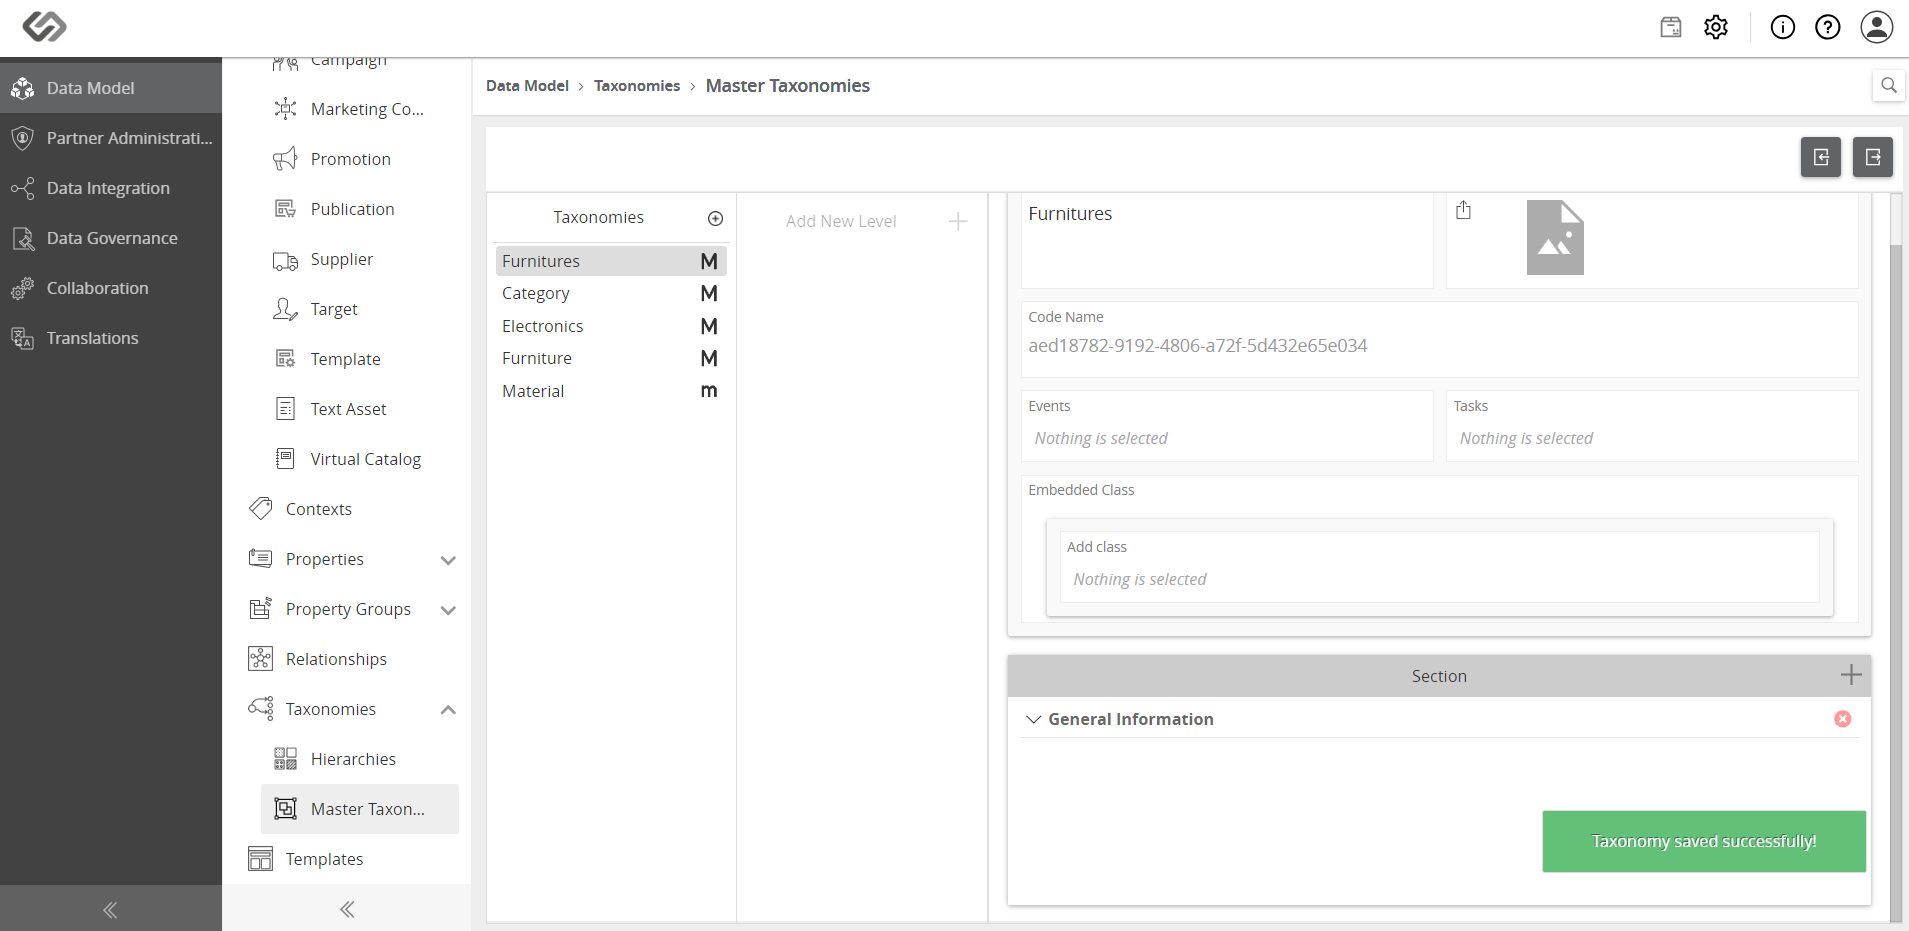 Data Model
Partner Administrati...
Data Integration
Data Governance
Collaboration
Translations
Campaign
Marketing Co...
Promotion
Publication
Supplier
Target
Template
Text Asset
Virtual Catalog
Contexts
Properties
Property Groups
Relationships
Taxonomies
Hierarchies
Master Taxon...
Templates
Data Model > Taxonomies > Master Taxonomies
Taxonomies
Furnitures M
Category M
Electronics M
Furniture M
Material m
Add New Level
Furnitures
Code Name
aed18782-9192-4806-a72f-5d432e65e034
Events
Nothing is selected
Tasks
Nothing is selected
Embedded Class
Add class
Nothing is selected
Section
General Information
Taxonomy saved successfully!